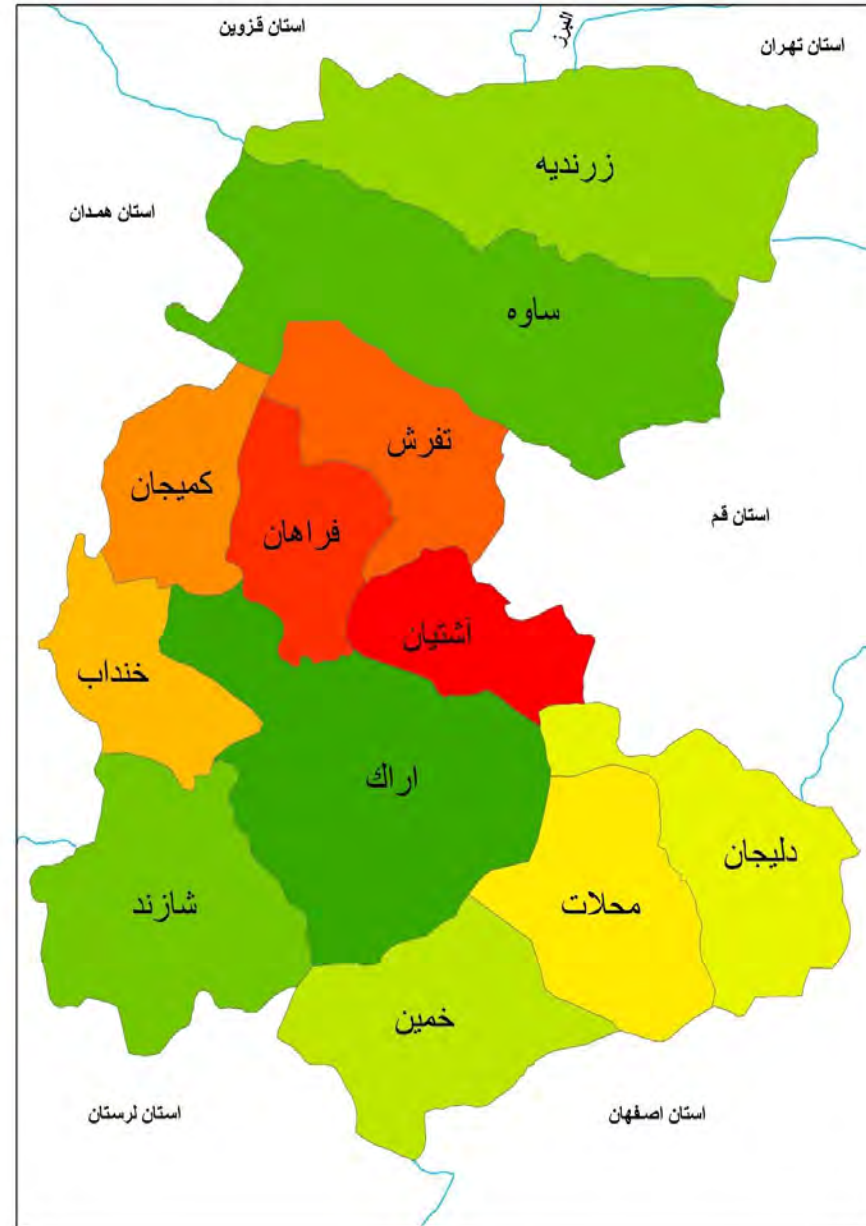 استان قزوین
البرز
استان تهران
زرندیه
استان همدان
ساوه
تفرش
کمیجان
استان قم
فراهان
آشتیان
خنداب
اراك
دلیجان
محلات
شازند
خمین
استان لرستان
استان اصفهان